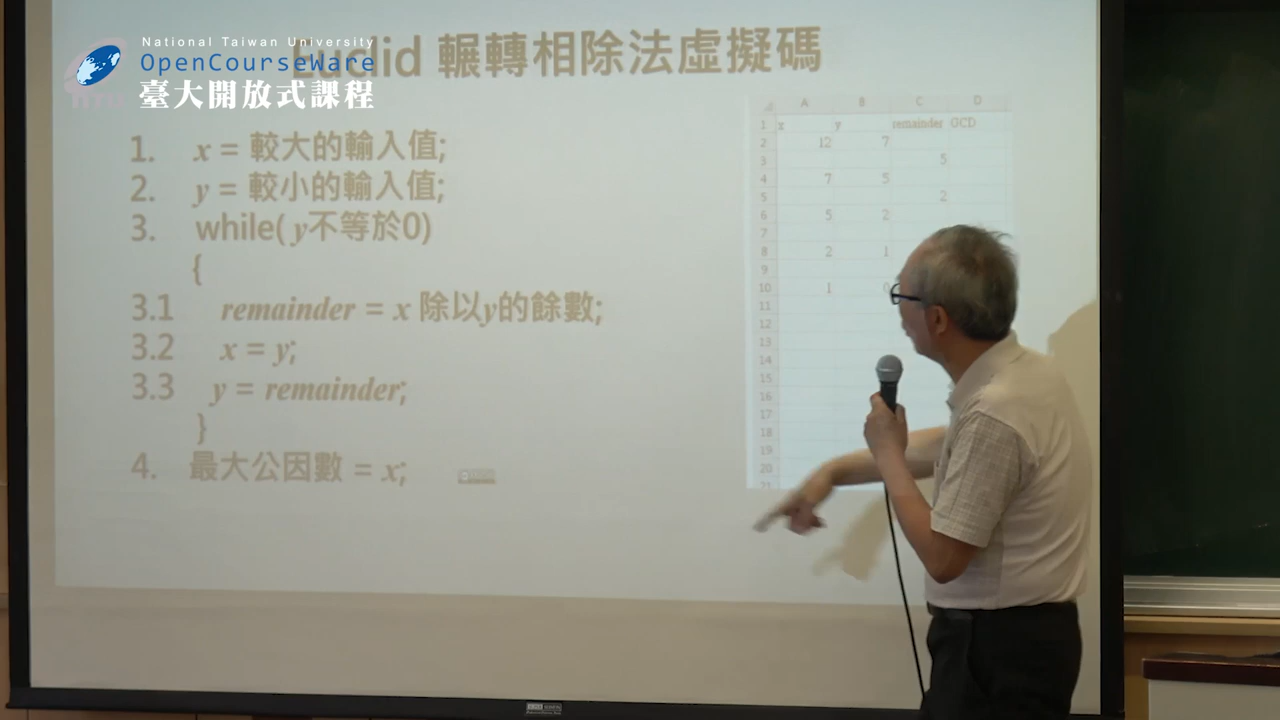 National Taiwan University
OpenCourseWare
臺大開放式課程
Euclid 輾轉相除法虛擬碼
1. x = 較大的輸入值;
2. y = 較小的輸入值;
3. while( y不等於0)
{
3.1 remainder = x 除以y的餘數;
3.2 x = y;
3.3 y = remainder;
}
4. 最大公因數 = x;
A B C D
1 x y remainder GCD
2 12 7
3 5
4 7 5
5 2
6 5 2
7
8 2 1
9
10 1 0
11
12
13
14
15
16
17
18
19
20
21